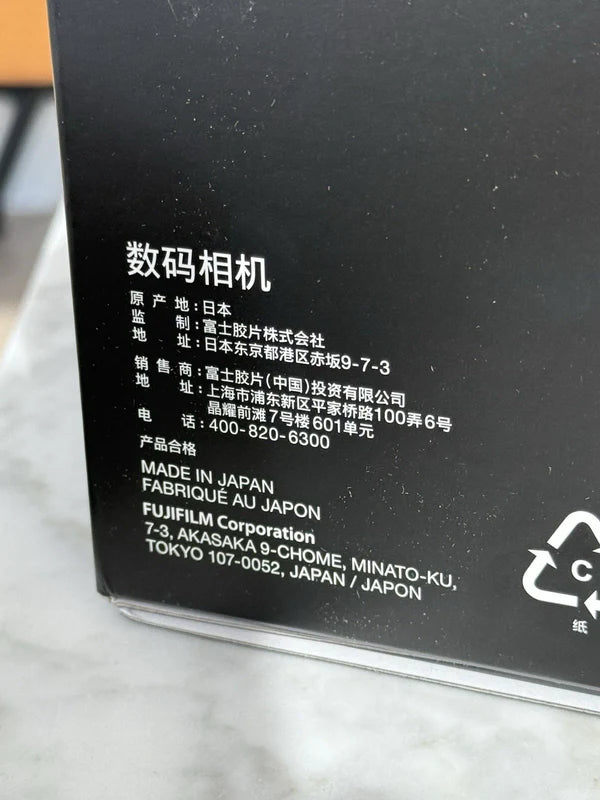 数码相机
原产地：日本
监制：富士胶片株式会社
地址：日本东京都港区赤坂9-7-3
销售商：富士胶片（中国）投资有限公司
地址：上海市浦东新区平家桥路100弄6号
晶耀前滩7号楼601单元
电话：400-820-6300
产品合格
MADE IN JAPAN
FABRIQUÉ AU JAPON
FUJIFILM Corporation
7-3, AKASAKA 9-CHOME, MINATO-KU,
TOKYO 107-0052, JAPAN / JAPON
C
纸